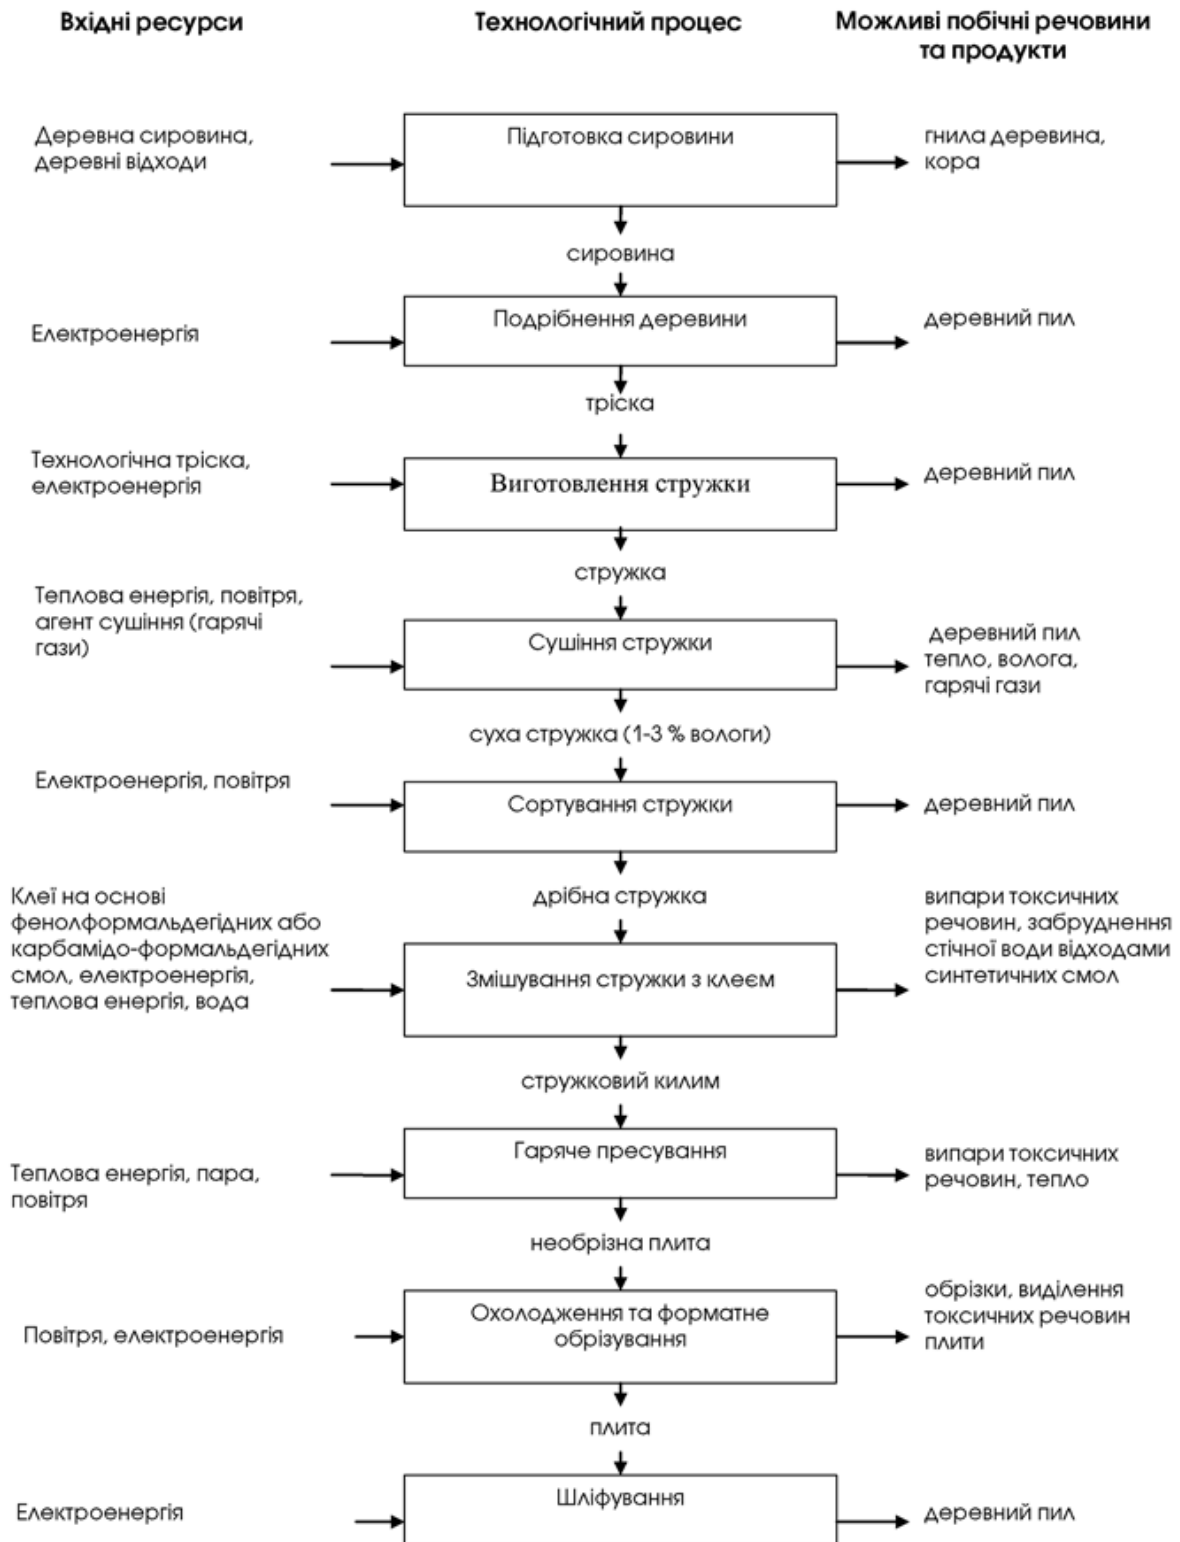 Вхідні ресурси
Технологічний процес
Можливі побічні речовини
та продукти
Деревна сировина,
деревні відходи
Підготовка сировини
гнила деревина,
кора
сировина
Електроенергія
Подрібнення деревини
деревний пил
тріска
Технологічна тріска,
електроенергія
Виготовлення стружки
деревний пил
стружка
Теплова енергія, повітря,
агент сушіння (гарячі
гази)
Сушіння стружки
деревний пил
тепло, волога,
гарячі гази
суха стружка (1-3 % вологи)
Електроенергія, повітря
Сортування стружки
деревний пил
дрібна стружка
Клеї на основі
фенолформальдегідних або
карбамідо-формальдегідних
смол, електроенергія,
теплова енергія, вода
Змішування стружки з клеєм
випари токсичних
речовин, забруднення
стічної води відходами
синтетичних смол
стружковий килим
Теплова енергія, пара,
повітря
Гаряче пресування
випари токсичних
речовин, тепло
необрізна плита
Повітря, електроенергія
Охолодження та форматне
обрізування
обрізки, виділення
токсичних речовин
плити
плита
Електроенергія
Шліфування
деревний пил